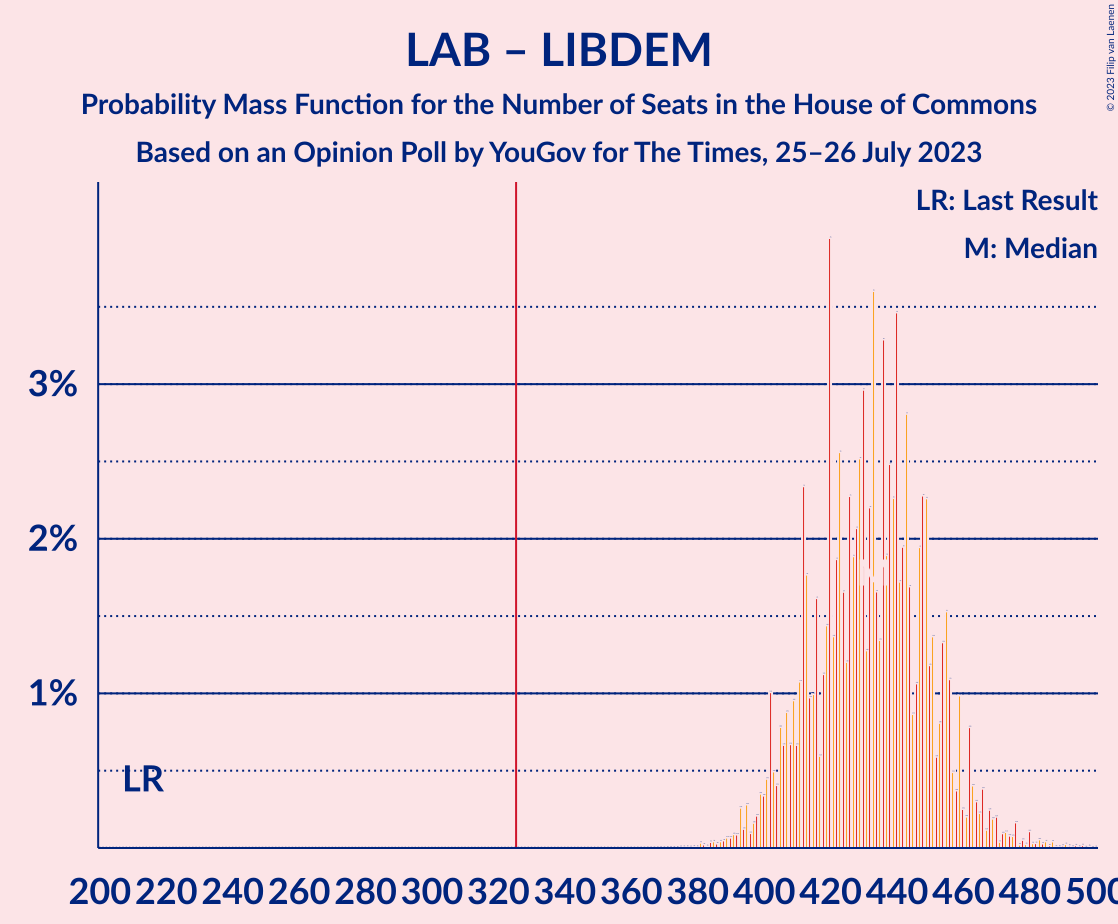 LAB – LIBDEM
Probability Mass Function for the Number of Seats in the House of Commons
Based on an Opinion Poll by YouGov for The Times, 25–26 July 2023
© 2023 Filip van Laenen
LR: Last Result
M: Median
3%
2%
1%
LR
200 220 240 260 280 300 320 340 360 380 400 420 440 460 480 500